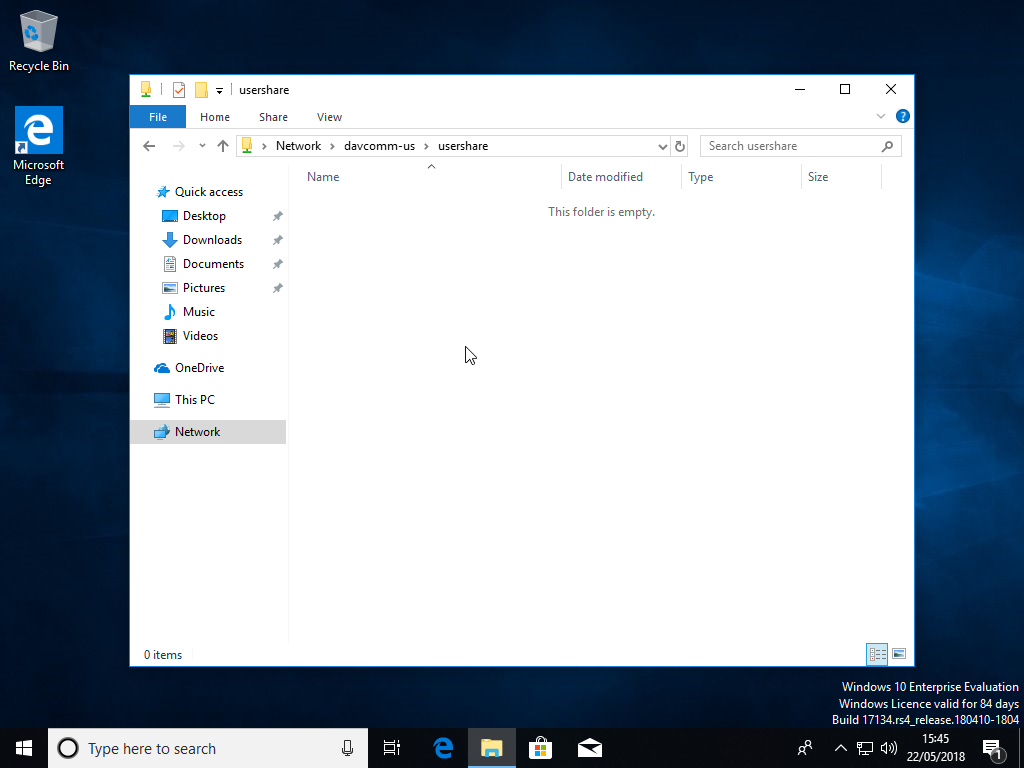 Recycle Bin
Microsoft
Edge
usershare
File Home Share View
Network davcomm-us usershare
Search usershare
Name Date modified Type Size
This folder is empty.
Quick access
Desktop
Downloads
Documents
Pictures
Music
Videos
OneDrive
This PC
Network
0 items
Windows 10 Enterprise Evaluation
Windows Licence valid for 84 days
Build 17134.rs4_release.180410-1804
Type here to search
15:45
22/05/2018
1